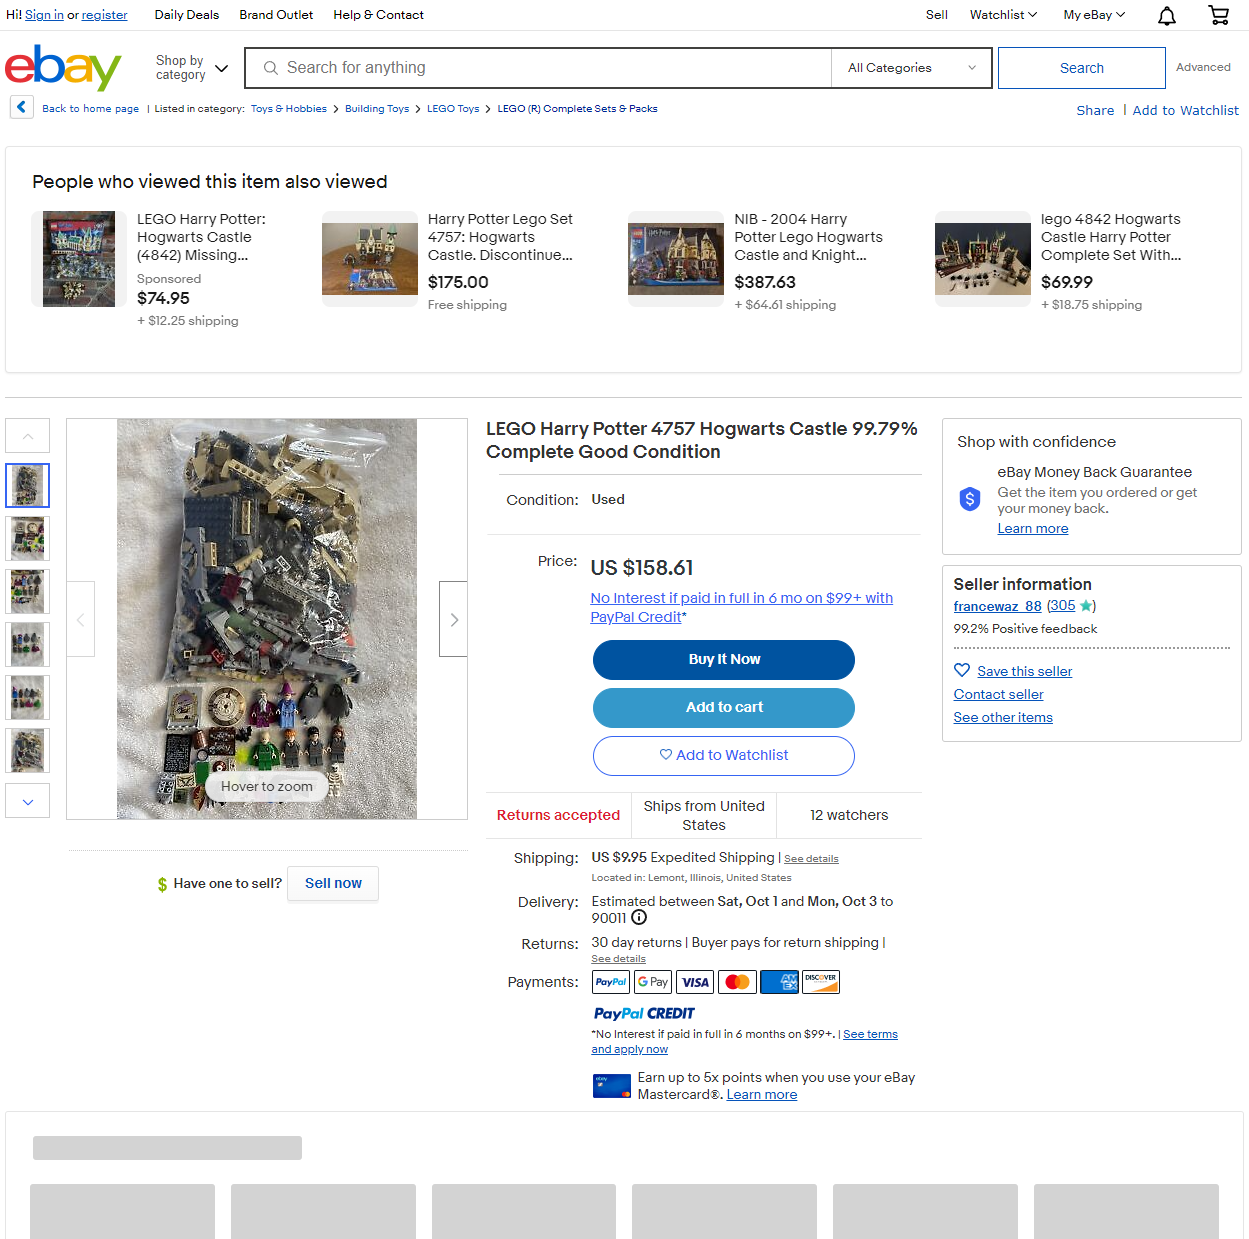 Hi! Sign in or register Daily Deals Brand Outlet Help & Contact Sell Watchlist My eBay
ebay Shop by category Search for anything All Categories Search Advanced
Back to home page | Listed in category: Toys & Hobbies > Building Toys > LEGO Toys > LEGO (R) Complete Sets & Packs
Share | Add to Watchlist
People who viewed this item also viewed
LEGO Harry Potter:
Hogwarts Castle
(4842) Missing...
Sponsored
$74.95
+ $12.25 shipping
Harry Potter Lego Set
4757: Hogwarts
Castle. Discontinue...
$175.00
Free shipping
NIB - 2004 Harry
Potter Lego Hogwarts
Castle and Knight...
$387.63
+ $64.61 shipping
lego 4842 Hogwarts
Castle Harry Potter
Complete Set With...
$69.99
+ $18.75 shipping
Hover to zoom
$ Have one to sell? Sell now
LEGO Harry Potter 4757 Hogwarts Castle 99.79%
Complete Good Condition
Condition: Used
Price: US $158.61
No Interest if paid in full in 6 mo on $99+ with
PayPal Credit*
Buy It Now
Add to cart
Add to Watchlist
Returns accepted
Ships from United
States
12 watchers
Shipping: US $9.95 Expedited Shipping | See details
Located in: Lemont, Illinois, United States
Delivery: Estimated between Sat, Oct 1 and Mon, Oct 3 to
90011
Returns: 30 day returns | Buyer pays for return shipping |
See details
Payments: PayPal G Pay VISA AMEX DISCOVER
PayPal CREDIT
*No Interest if paid in full in 6 months on $99+. | See terms
and apply now
Earn up to 5x points when you use your eBay
Mastercard®. Learn more
Shop with confidence
eBay Money Back Guarantee
Get the item you ordered or get
your money back.
Learn more
Seller information
francewaz_88 (305)
99.2% Positive feedback
Save this seller
Contact seller
See other items